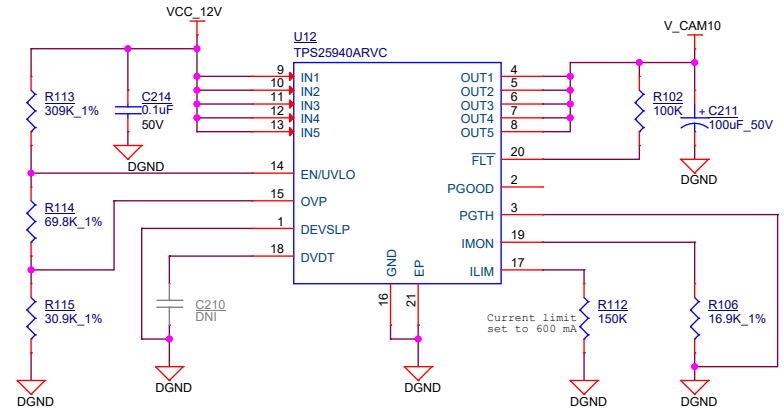 VCC_12V
V_CAM10
U12
TPS25940ARVC
R113
309K_1%
C214
0.1uF
50V
DGND
9
IN1
10
IN2
11
IN3
12
IN4
13
IN5
OUT1
4
OUT2
5
OUT3
6
OUT4
7
OUT5
8
R102
100K
+
C211
100uF_50V
DGND
14
EN/UVLO
FLT
20
15
OVP
PGOOD
2
1
DEVSLP
PGTH
3
18
DVDT
IMON
19
ILIM
17
GND
EP
16
21
R114
69.8K_1%
R115
30.9K_1%
C210
DNI
Current limit
set to 600 mA
R112
150K
R106
16.9K_1%
DGND
DGND
DGND
DGND
DGND